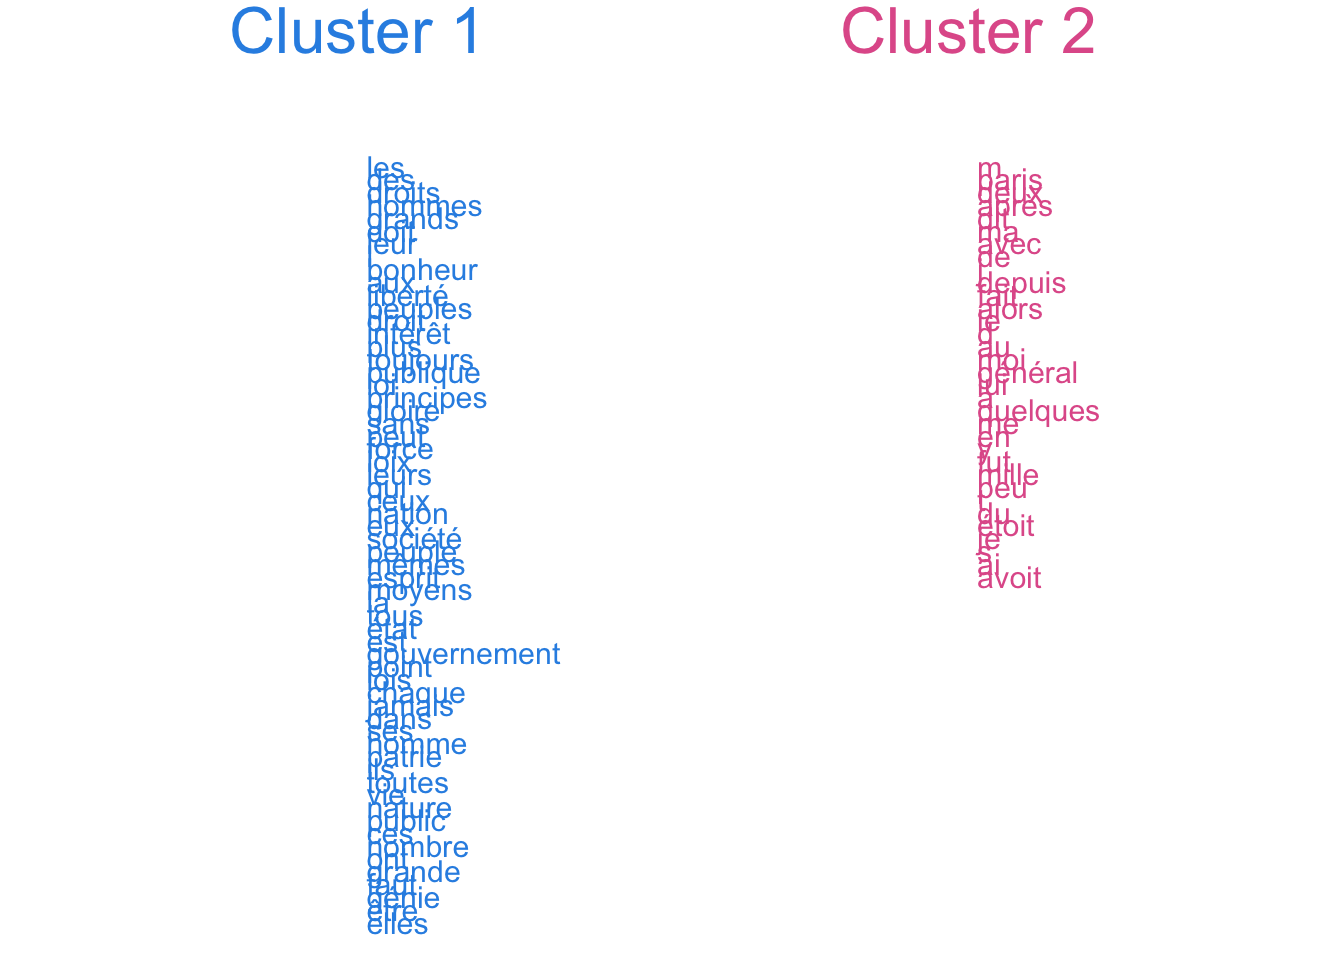 Cluster 1
les
des
droits
hommes
grands
doit
leur
l
bonheur
aux
liberté
peuples
droit
intérêt
plus
toujours
publique
loi
principes
gloire
sans
peut
force
loix
leurs
qui
ceux
nation
eux
société
peuple
mêmes
esprit
moyens
la
tous
état
est
gouvernement
point
lois
chaque
jamais
dans
ses
homme
patrie
ils
toutes
vie
nature
public
ces
nombre
ont
grande
faut
génie
être
elles
Cluster 2
m
paris
deux
après
dit
ma
avec
de
depuis
fait
alors
d
au
moi
général
lui
quelques
me
en
y
fut
mille
peu
du
étoit
s
ai
avoit